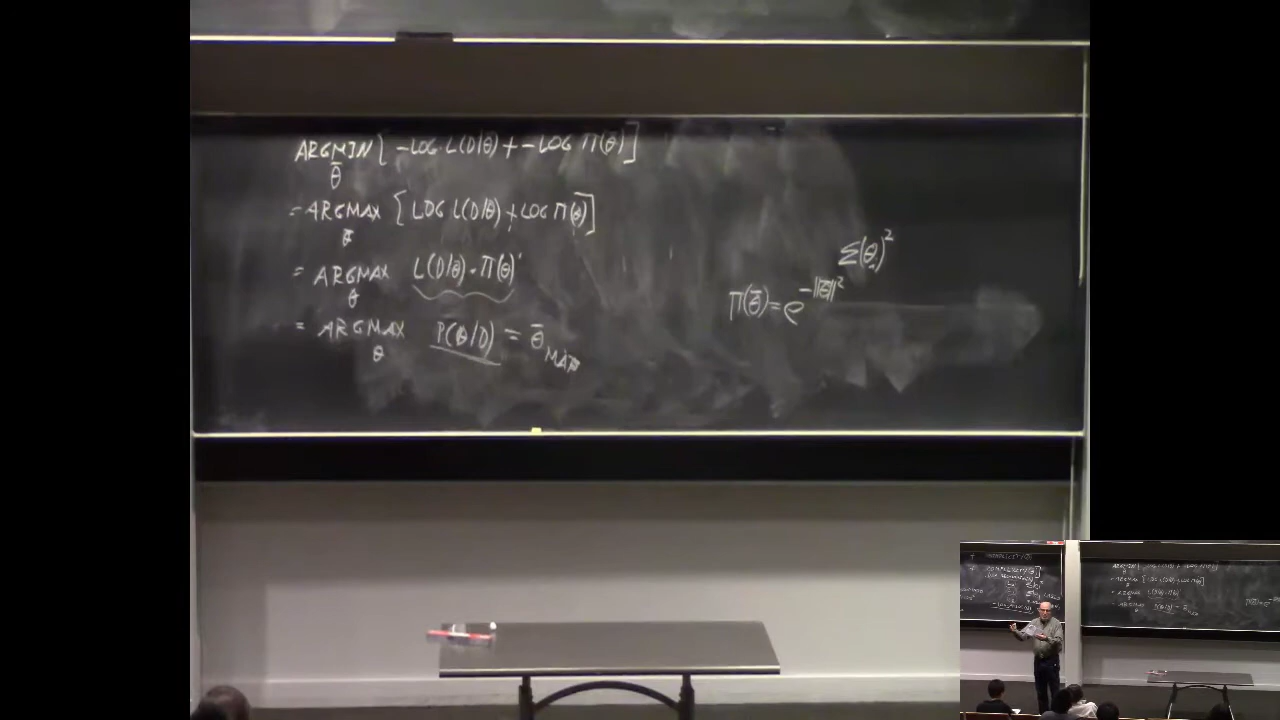 ARGMIN [ -LOG L(D|θ) + -LOG Π(θ̄) ]
θ̄
= ARGMAX [ LOG L(D|θ) + LOG Π(θ̄) ]
θ̄
= ARGMAX L(D|θ) · Π(θ)
θ
= ARGMAX P(θ|D) = θ̄ MAP
θ
Σ(θ.)²
Π(θ̄) = e^-||θ̄||²